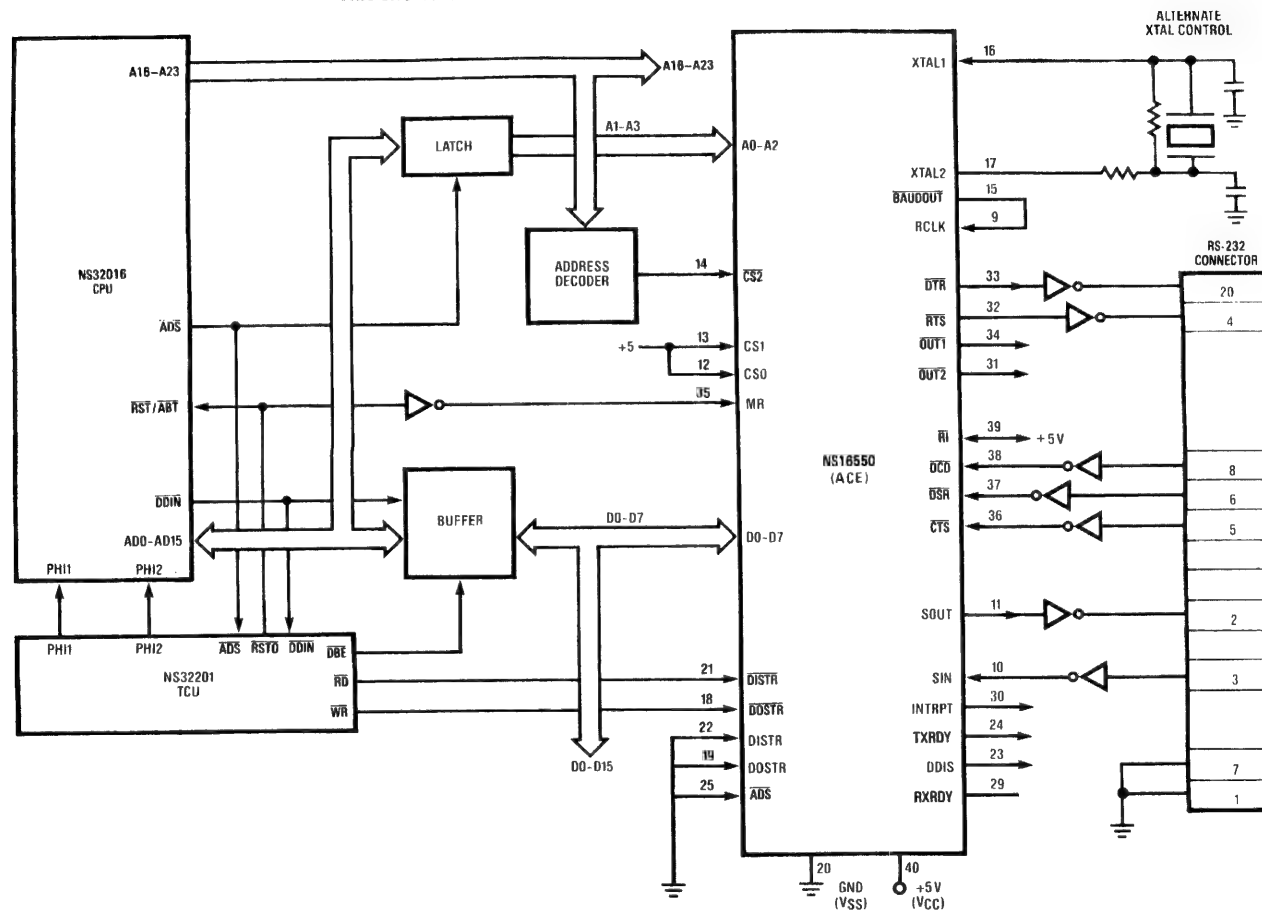 ALTERNATE
XTAL CONTROL
A16-A23
A16-A23
XTAL1
16
LATCH
A1-A3
A0-A2
XTAL2
17
BAUDOUT
15
RCLK
9
NS32016
CPU
ADDRESS
DECODER
14
CS2
RS-232
CONNECTOR
DTR
33
20
RTS
32
4
ADS
OUT1
34
+5
13
CS1
12
CS0
OUT2
31
RST/ABT
35
MR
RI
39
+5V
NS16550
(ACE)
DCD
38
8
DSR
37
6
CTS
36
5
DDIN
BUFFER
D0-D7
D0-D7
AD0-AD15
PHI1
PHI2
SOUT
11
2
PHI1
PHI2
ADS
RSTO
DDIN
DBE
NS32201
TCU
RD
WR
21
DISTR
18
DOSTR
22
DISTR
19
DOSTR
25
ADS
D0-D15
SIN
10
3
INTRPT
30
TXRDY
24
DDIS
23
RXRDY
29
7
1
20
GND
(VSS)
40
+5V
(VCC)